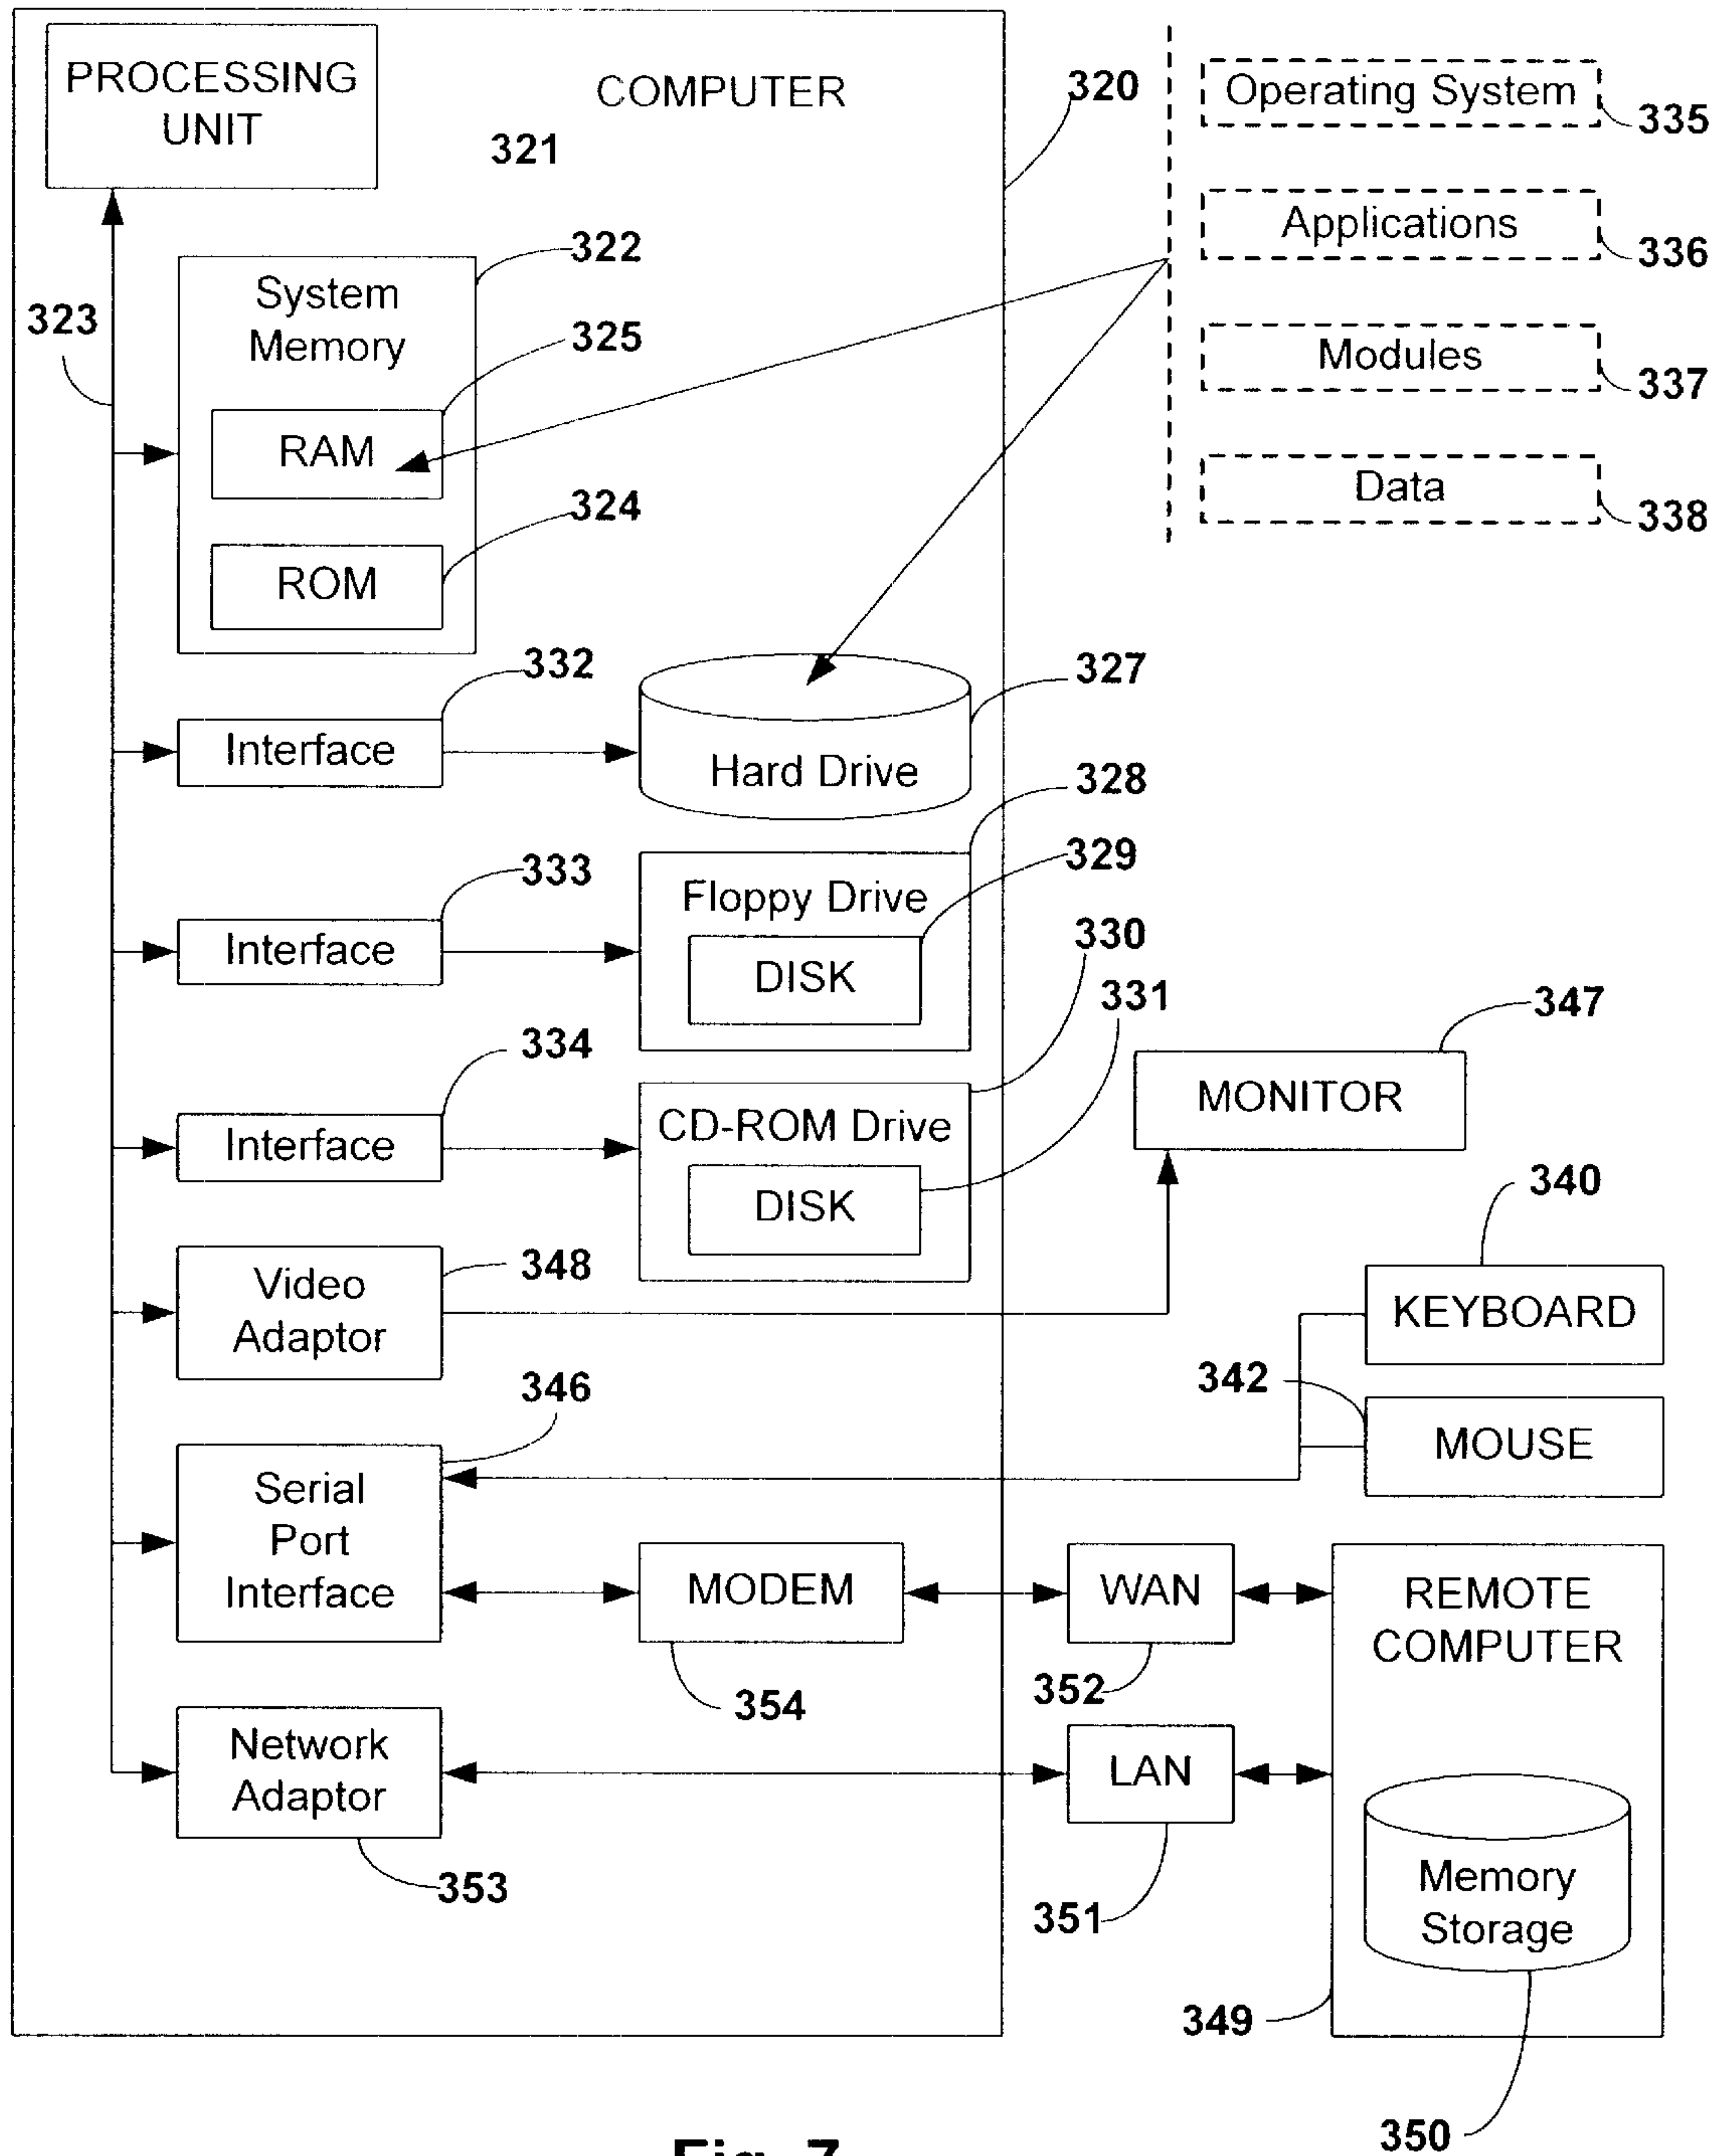 PROCESSING
UNIT
COMPUTER
321
320
Operating System
335
Applications
336
Modules
337
Data
338
322
System
Memory
323
325
RAM
324
ROM
332
Interface
327
Hard Drive
328
333
Interface
Floppy Drive
329
DISK
330
331
334
Interface
CD-ROM Drive
DISK
347
MONITOR
340
KEYBOARD
348
Video
Adaptor
342
MOUSE
346
Serial
Port
Interface
MODEM
354
WAN
352
REMOTE
COMPUTER
Network
Adaptor
353
LAN
351
Memory
Storage
349
350
Fig. 7